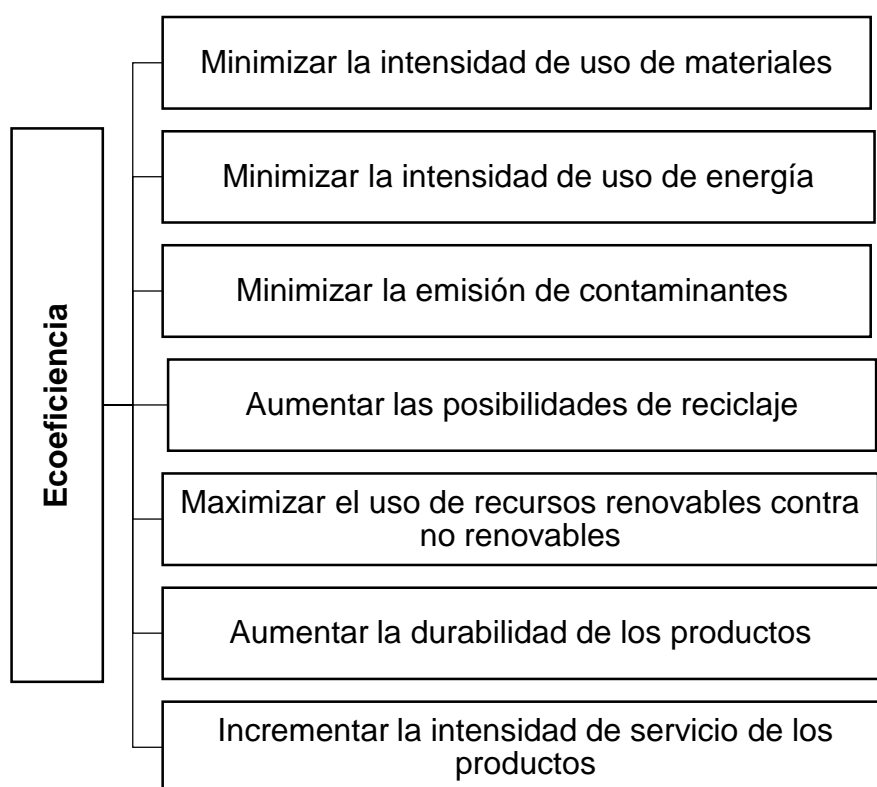 Ecoeficiencia
Minimizar la intensidad de uso de materiales
Minimizar la intensidad de uso de energía
Minimizar la emisión de contaminantes
Aumentar las posibilidades de reciclaje
Maximizar el uso de recursos renovables contra
no renovables
Aumentar la durabilidad de los productos
Incrementar la intensidad de servicio de los
productos